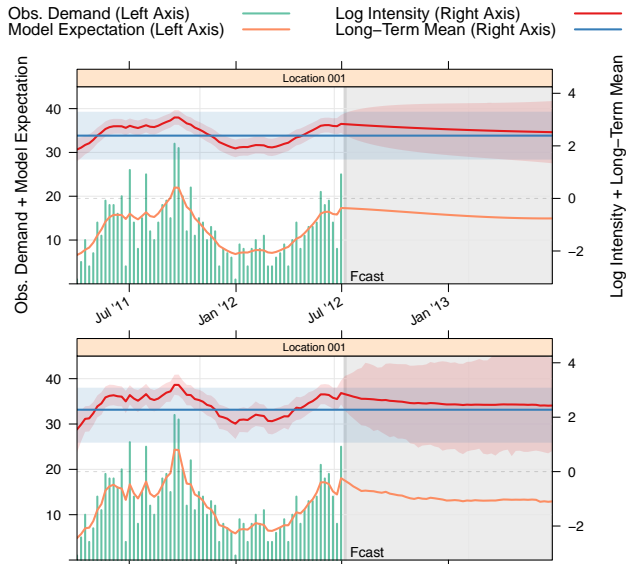 Obs. Demand (Left Axis)
Model Expectation (Left Axis)
Log Intensity (Right Axis)
Long−Term Mean (Right Axis)
Obs. Demand + Model Expectation
Log Intensity + Long−Term Mean
Location 001
40
30
20
10
4
2
0
−2
Fcast
Jul '11
Jan '12
Jul '12
Jan '13
Location 001
40
30
20
10
4
2
0
−2
Fcast